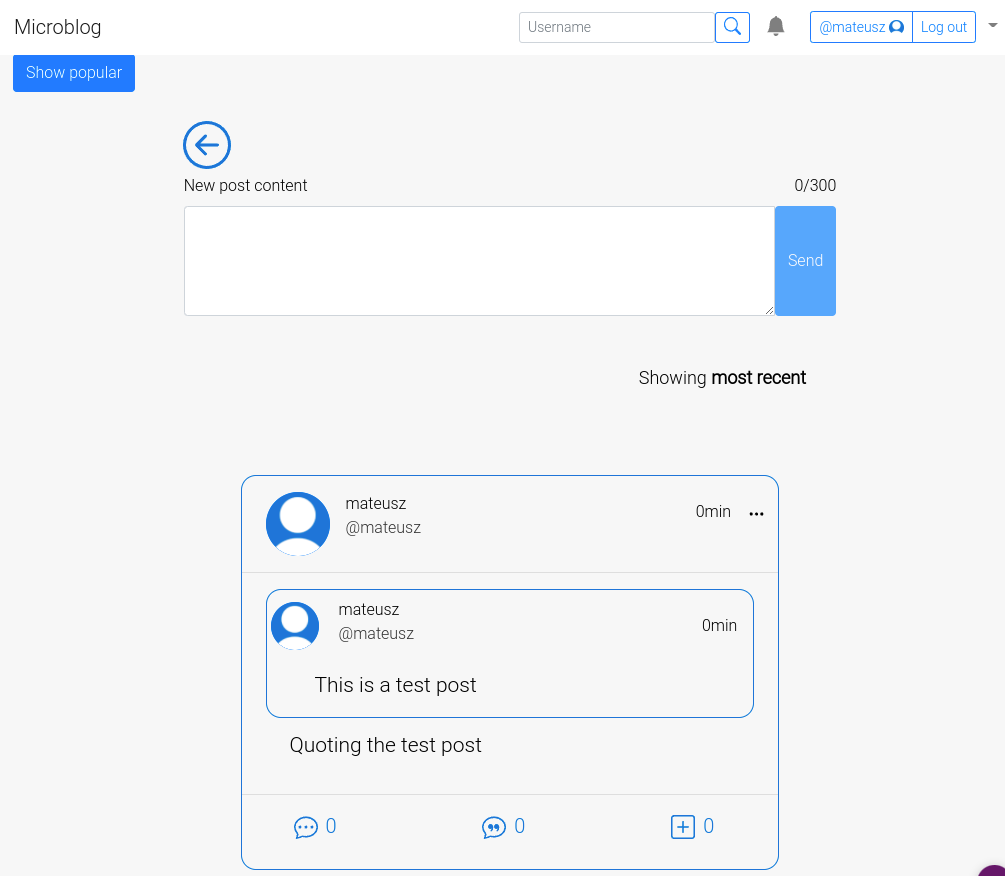 Microblog
Username
@mateusz
Log out
Show popular
New post content
0/300
Send
Showing most recent
mateusz
@mateusz
0min
mateusz
@mateusz
0min
This is a test post
Quoting the test post
0
0
0